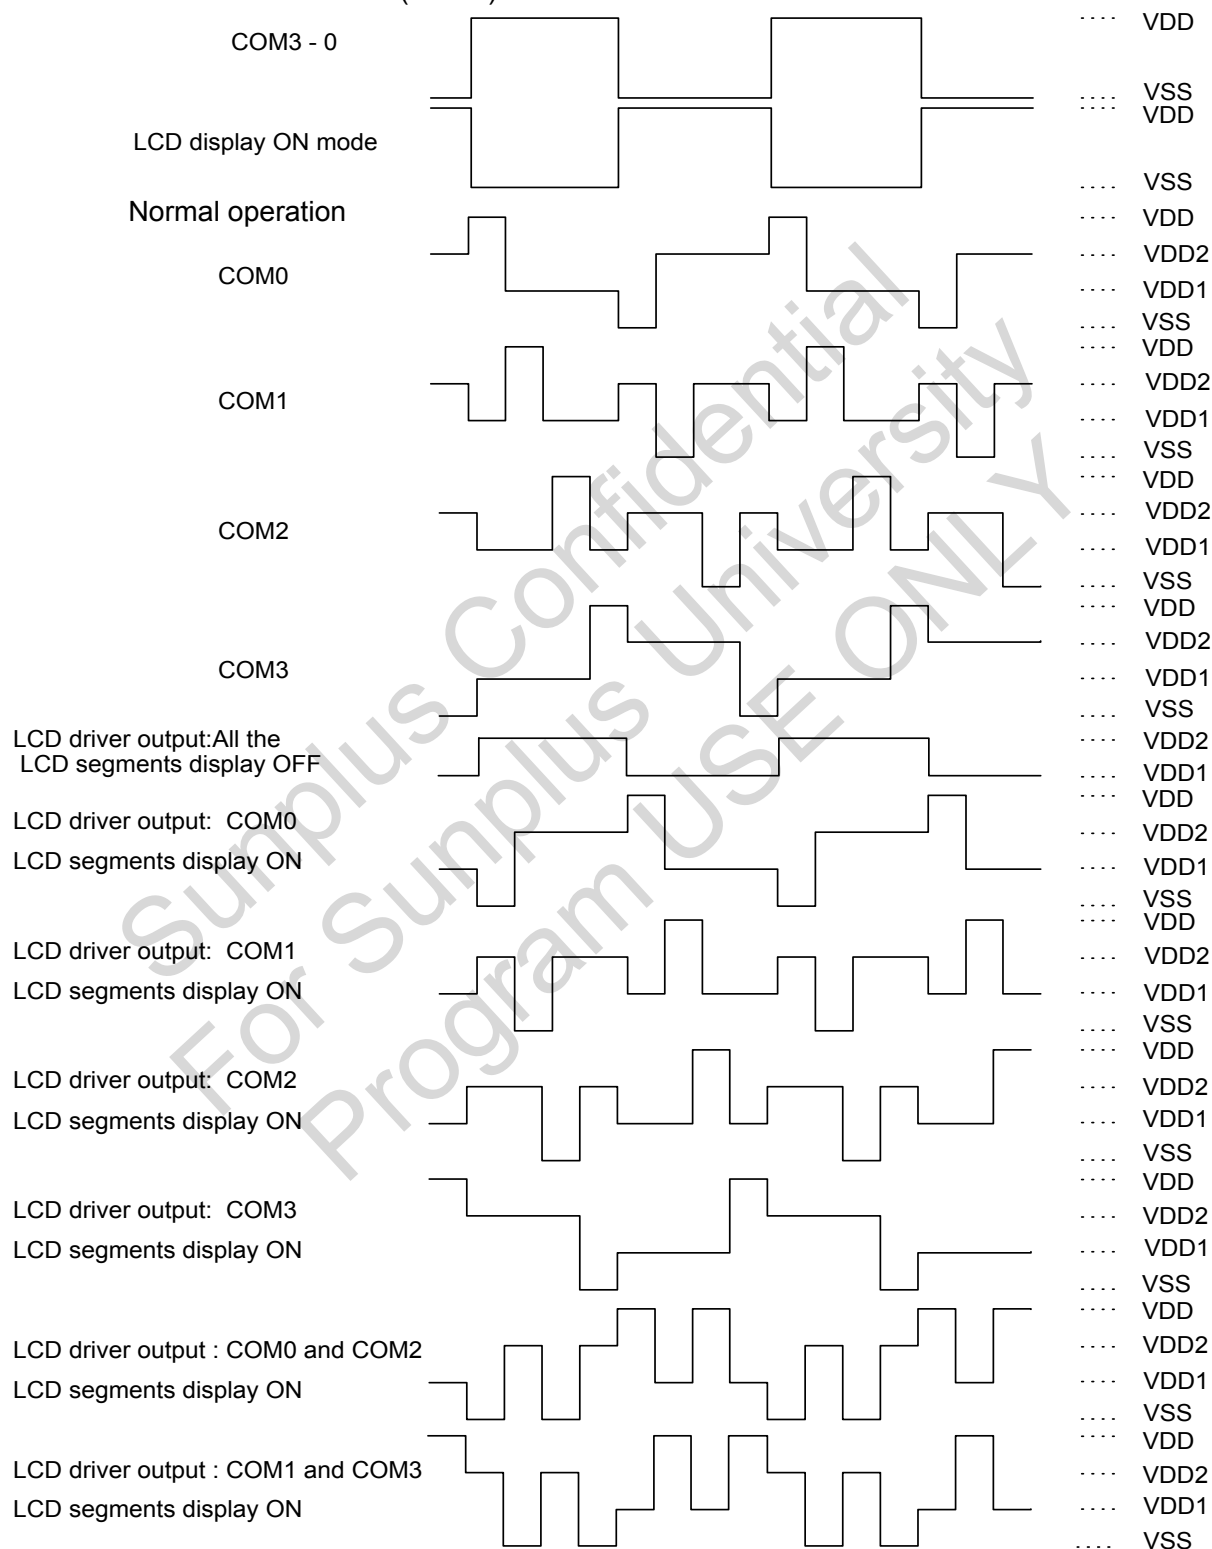 COM3 - 0
VDD
VSS
VDD
LCD display ON mode
VSS
Normal operation
VDD
VDD2
COM0
VDD1
VSS
VDD
VDD2
COM1
VDD1
VSS
VDD
VDD2
COM2
VDD1
VSS
VDD
VDD2
COM3
VDD1
VSS
LCD driver output:All the
VDD2
LCD segments display OFF
VDD1
VDD
LCD driver output: COM0
VDD2
LCD segments display ON
VDD1
VSS
VDD
LCD driver output: COM1
VDD2
LCD segments display ON
VDD1
VSS
VDD
LCD driver output: COM2
VDD2
LCD segments display ON
VDD1
VSS
VDD
LCD driver output: COM3
VDD2
LCD segments display ON
VDD1
VSS
VDD
LCD driver output : COM0 and COM2
VDD2
LCD segments display ON
VDD1
VSS
VDD
LCD driver output : COM1 and COM3
VDD2
LCD segments display ON
VDD1
VSS
Sunplus Confidential
For Sunplus University
Program USE ONLY